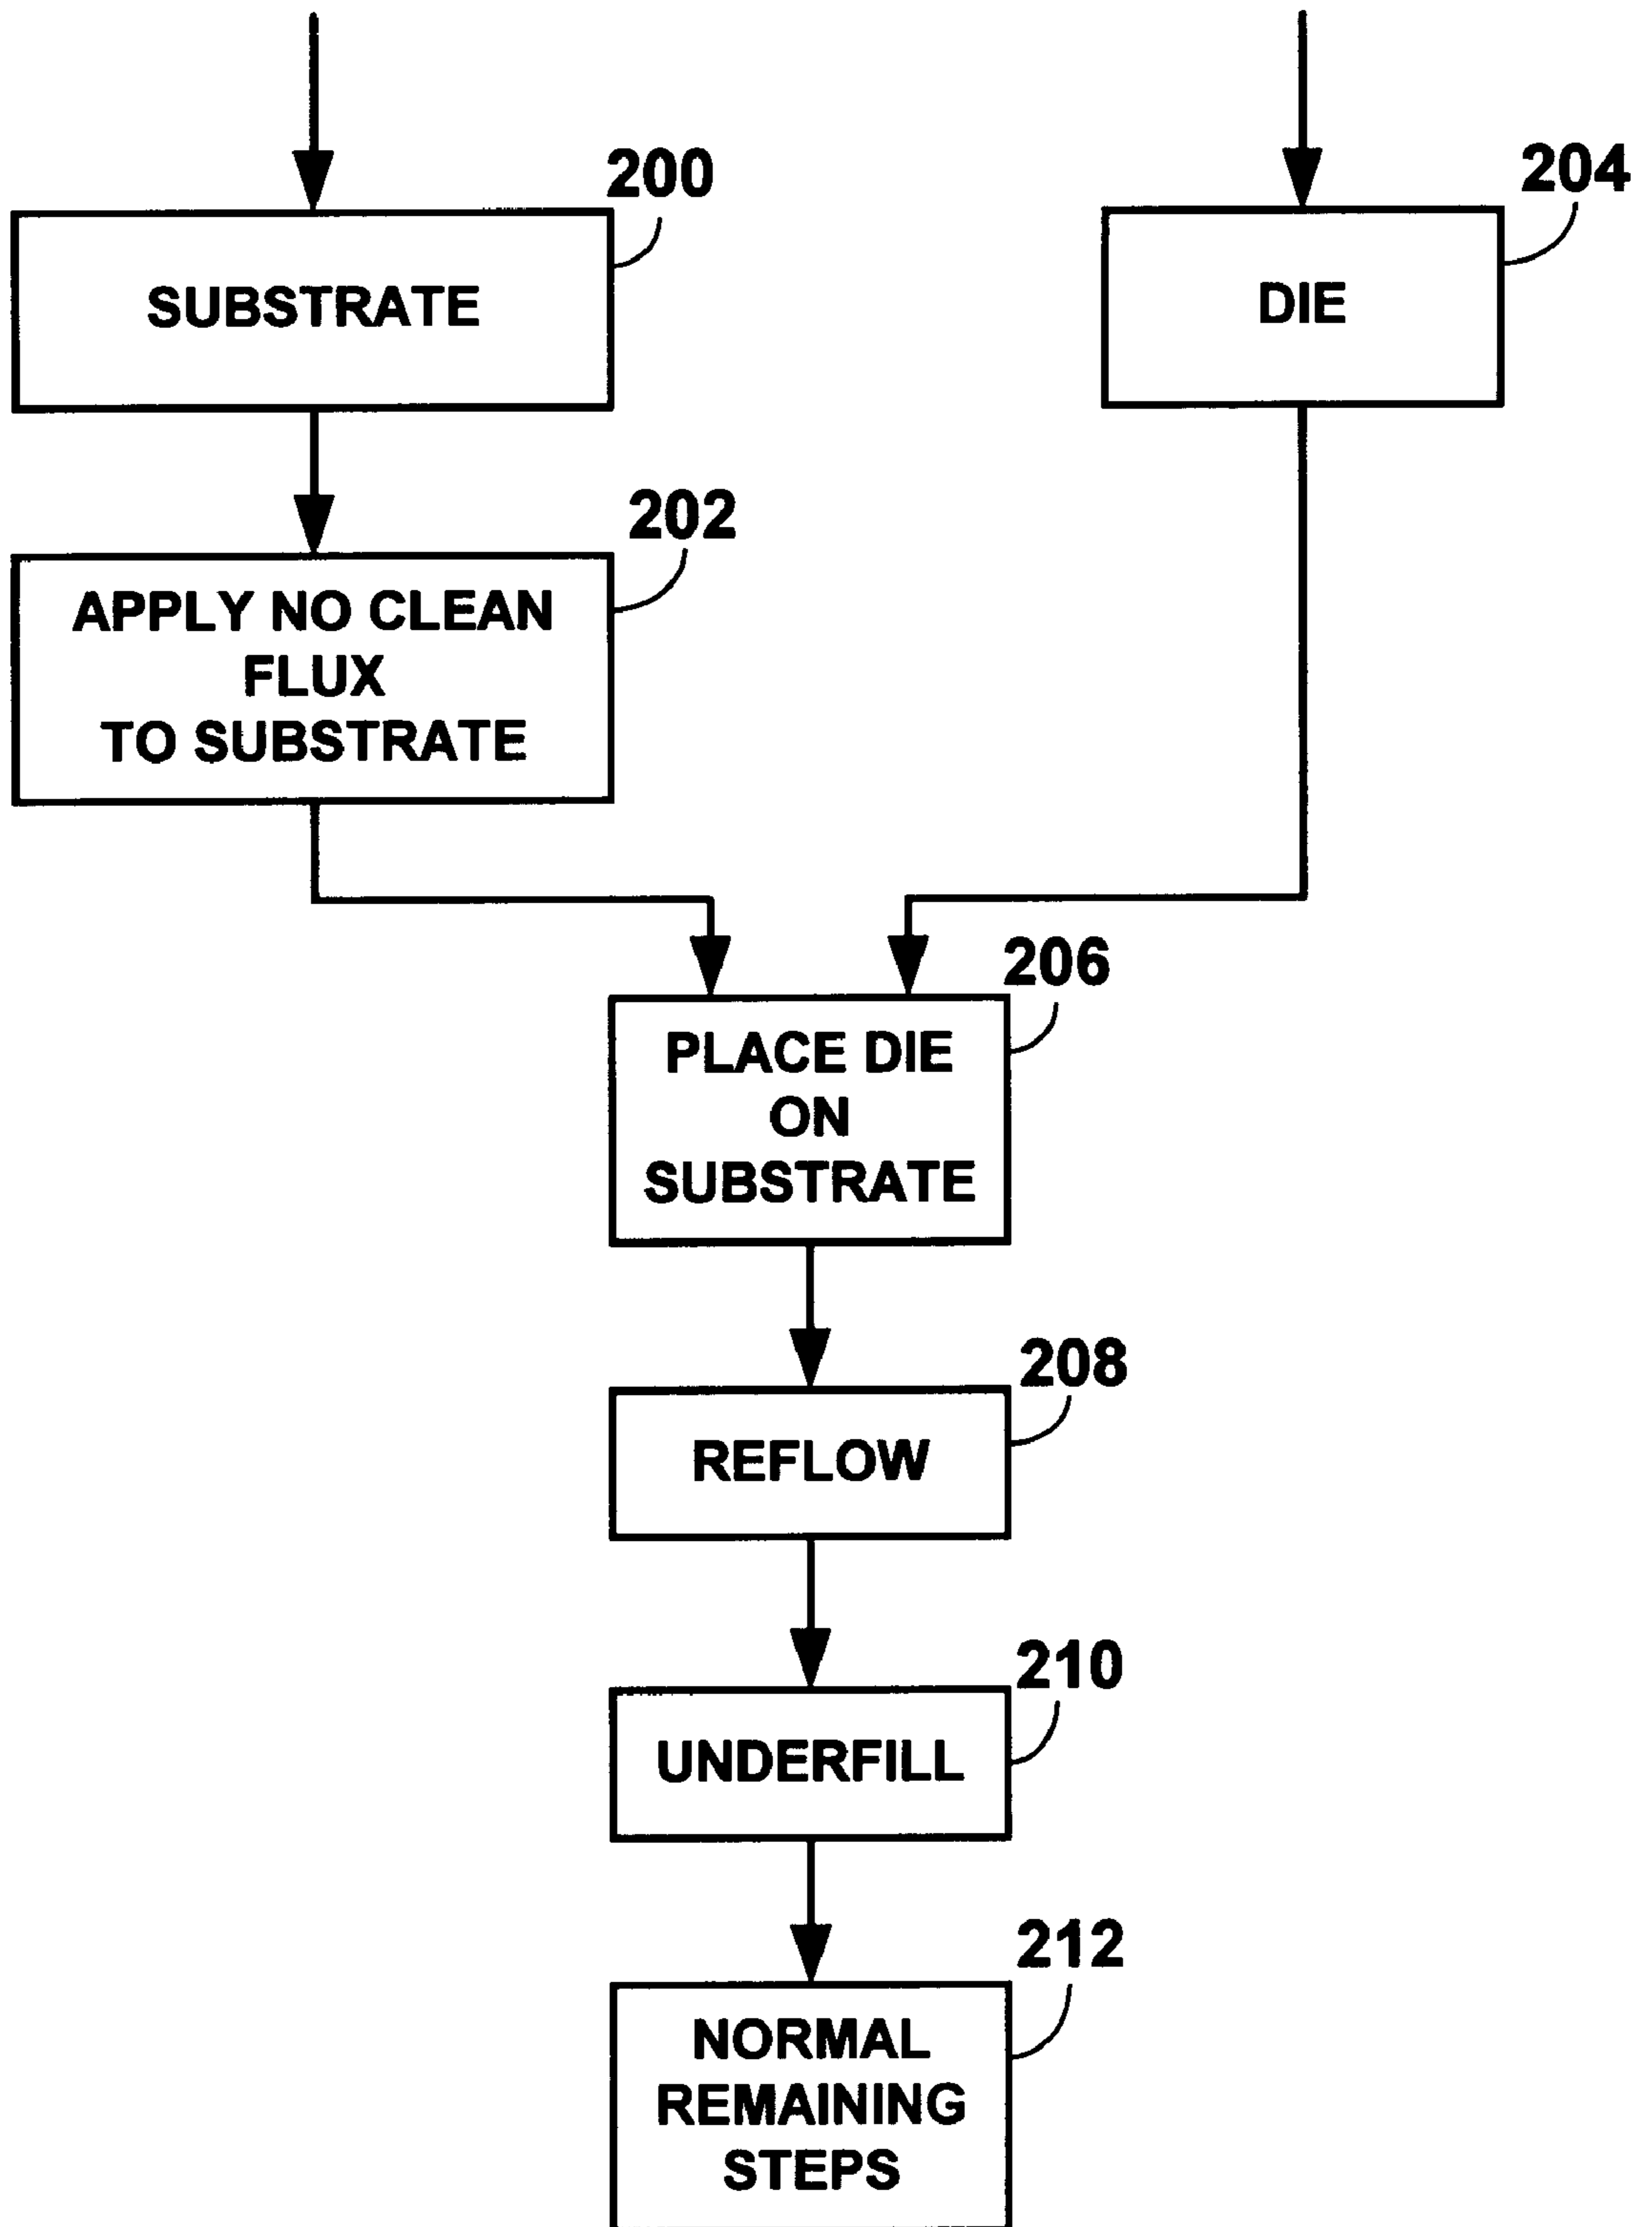 200
SUBSTRATE
204
DIE
202
APPLY NO CLEAN
FLUX
TO SUBSTRATE
206
PLACE DIE
ON
SUBSTRATE
208
REFLOW
210
UNDERFILL
212
NORMAL
REMAINING
STEPS